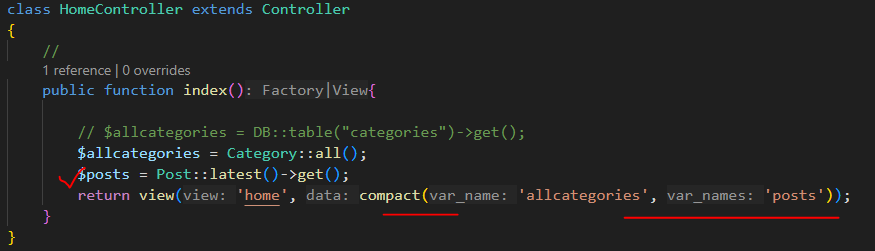 class HomeController extends Controller
{
//
1 reference | 0 overrides
public function index(): Factory|View{
// $allcategories = DB::table("categories")->get();
$allcategories = Category::all();
$posts = Post::latest()->get();
return view(view: 'home', data: compact(var_name: 'allcategories', var_names: 'posts'));
}
}